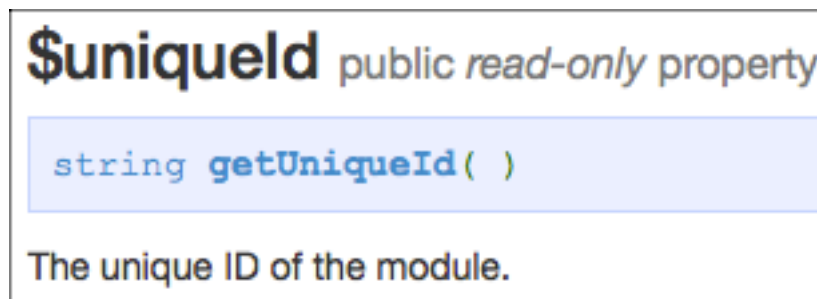 $uniqueId public read-only property
string getUniqueId( )
The unique ID of the module.